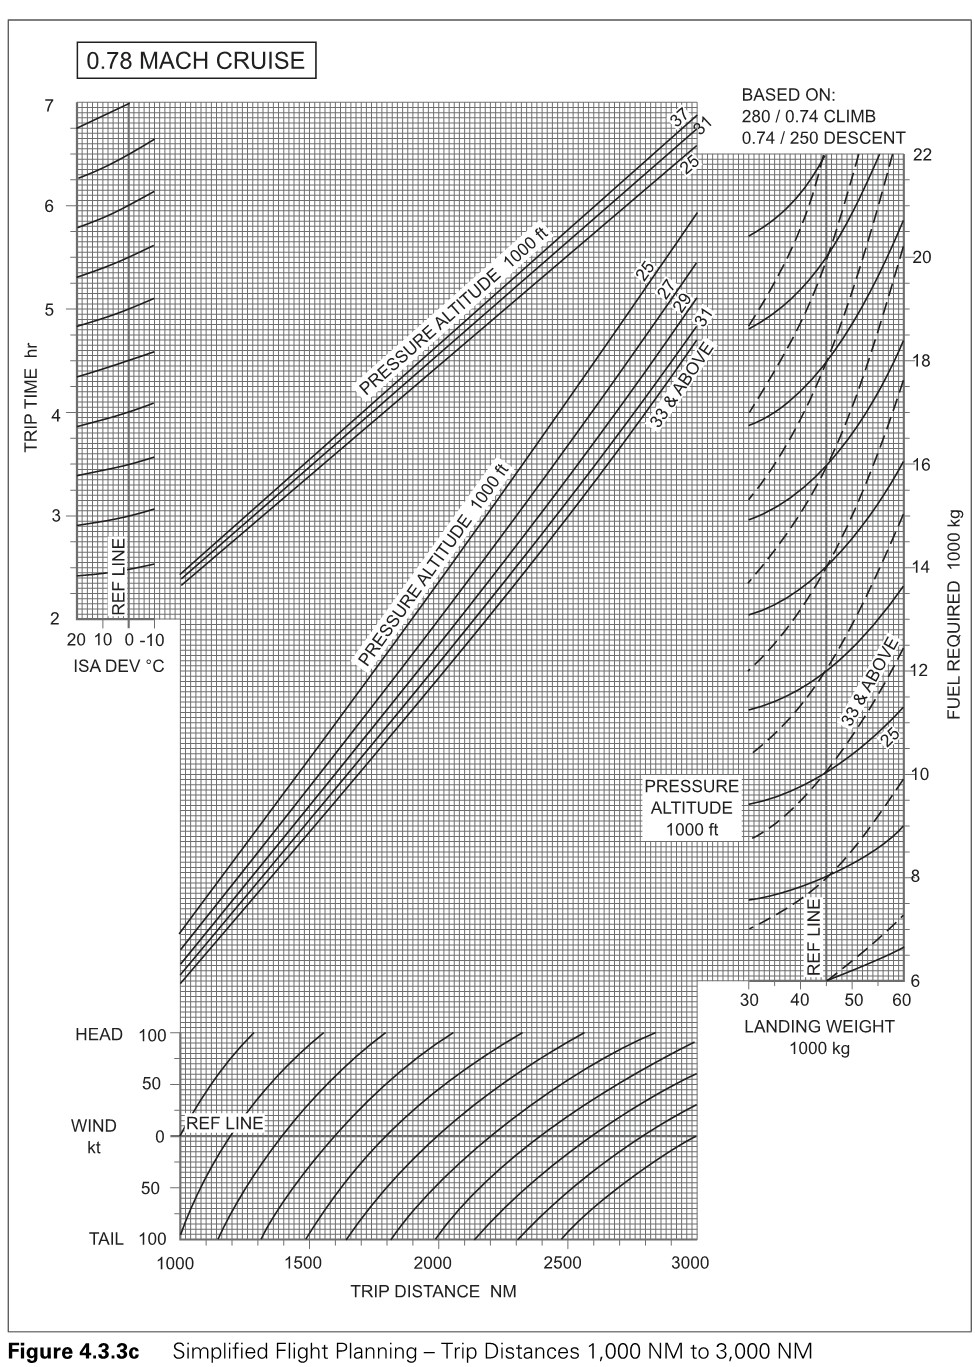 0.78 MACH CRUISE
BASED ON:
280 / 0.74 CLIMB
0.74 / 250 DESCENT
7
6
5
4
3
2
TRIP TIME hr
REF LINE
20 10 0 -10
ISA DEV °C
37
31
25
PRESSURE ALTITUDE 1000 ft
25
27
29
31
33 & ABOVE
PRESSURE ALTITUDE 1000 ft
22
20
18
16
14
12
10
8
6
FUEL REQUIRED 1000 kg
33 & ABOVE
25
PRESSURE
ALTITUDE
1000 ft
REF LINE
30 40 50 60
LANDING WEIGHT
1000 kg
HEAD 100
50
WIND
kt
0
REF LINE
50
TAIL 100
1000 1500 2000 2500 3000
TRIP DISTANCE NM
Figure 4.3.3c Simplified Flight Planning – Trip Distances 1,000 NM to 3,000 NM